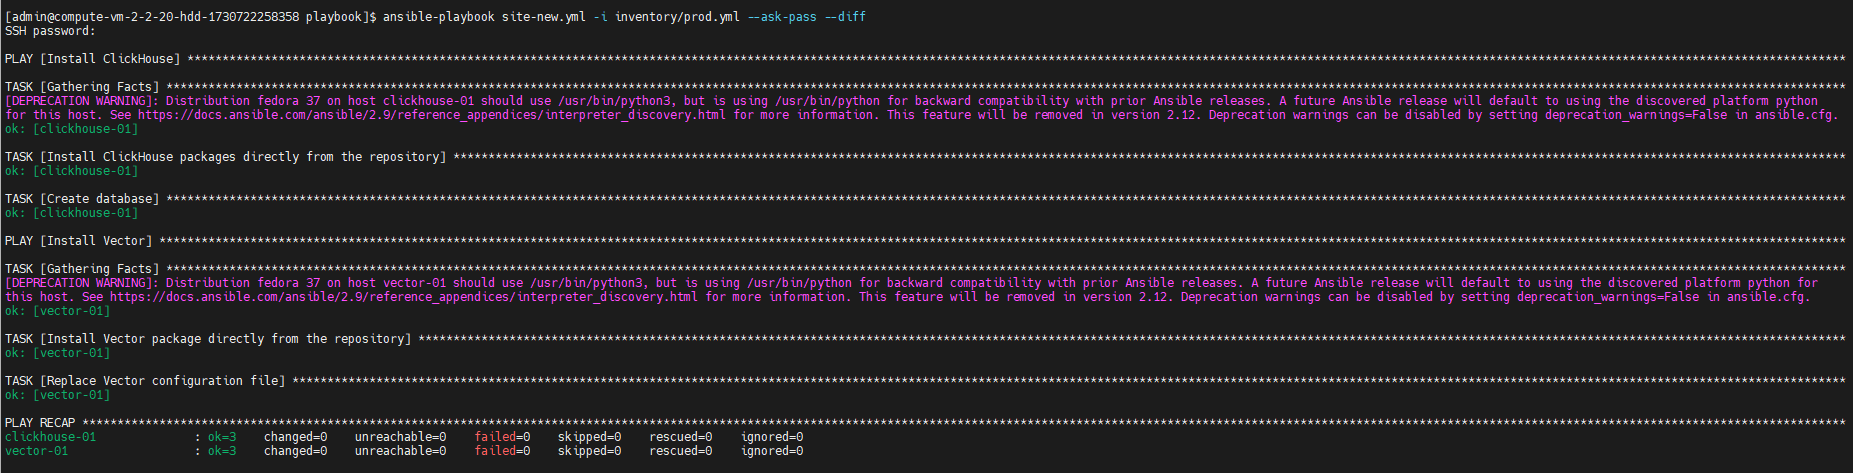 [admin@compute-vm-2-2-20-hdd-1730722258358 playbook]$ ansible-playbook site-new.yml -i inventory/prod.yml --ask-pass --diff
SSH password:
PLAY [Install ClickHouse] ****************************************************************************************************
TASK [Gathering Facts] ****************************************************************************************************
[DEPRECATION WARNING]: Distribution fedora 37 on host clickhouse-01 should use /usr/bin/python3, but is using /usr/bin/python for backward compatibility with prior Ansible releases. A future Ansible release will default to using the discovered platform python
for this host. See https://docs.ansible.com/ansible/2.9/reference_appendices/interpreter_discovery.html for more information. This feature will be removed in version 2.12. Deprecation warnings can be disabled by setting deprecation_warnings=False in ansible.cfg.
ok: [clickhouse-01]
TASK [Install ClickHouse packages directly from the repository] ****************************************************************************************************
ok: [clickhouse-01]
TASK [Create database] ****************************************************************************************************
ok: [clickhouse-01]
PLAY [Install Vector] ****************************************************************************************************
TASK [Gathering Facts] ****************************************************************************************************
[DEPRECATION WARNING]: Distribution fedora 37 on host vector-01 should use /usr/bin/python3, but is using /usr/bin/python for backward compatibility with prior Ansible releases. A future Ansible release will default to using the discovered platform python for
this host. See https://docs.ansible.com/ansible/2.9/reference_appendices/interpreter_discovery.html for more information. This feature will be removed in version 2.12. Deprecation warnings can be disabled by setting deprecation_warnings=False in ansible.cfg.
ok: [vector-01]
TASK [Install Vector package directly from the repository] ****************************************************************************************************
ok: [vector-01]
TASK [Replace Vector configuration file] ****************************************************************************************************
ok: [vector-01]
PLAY RECAP ****************************************************************************************************
clickhouse-01 : ok=3 changed=0 unreachable=0 failed=0 skipped=0 rescued=0 ignored=0
vector-01 : ok=3 changed=0 unreachable=0 failed=0 skipped=0 rescued=0 ignored=0